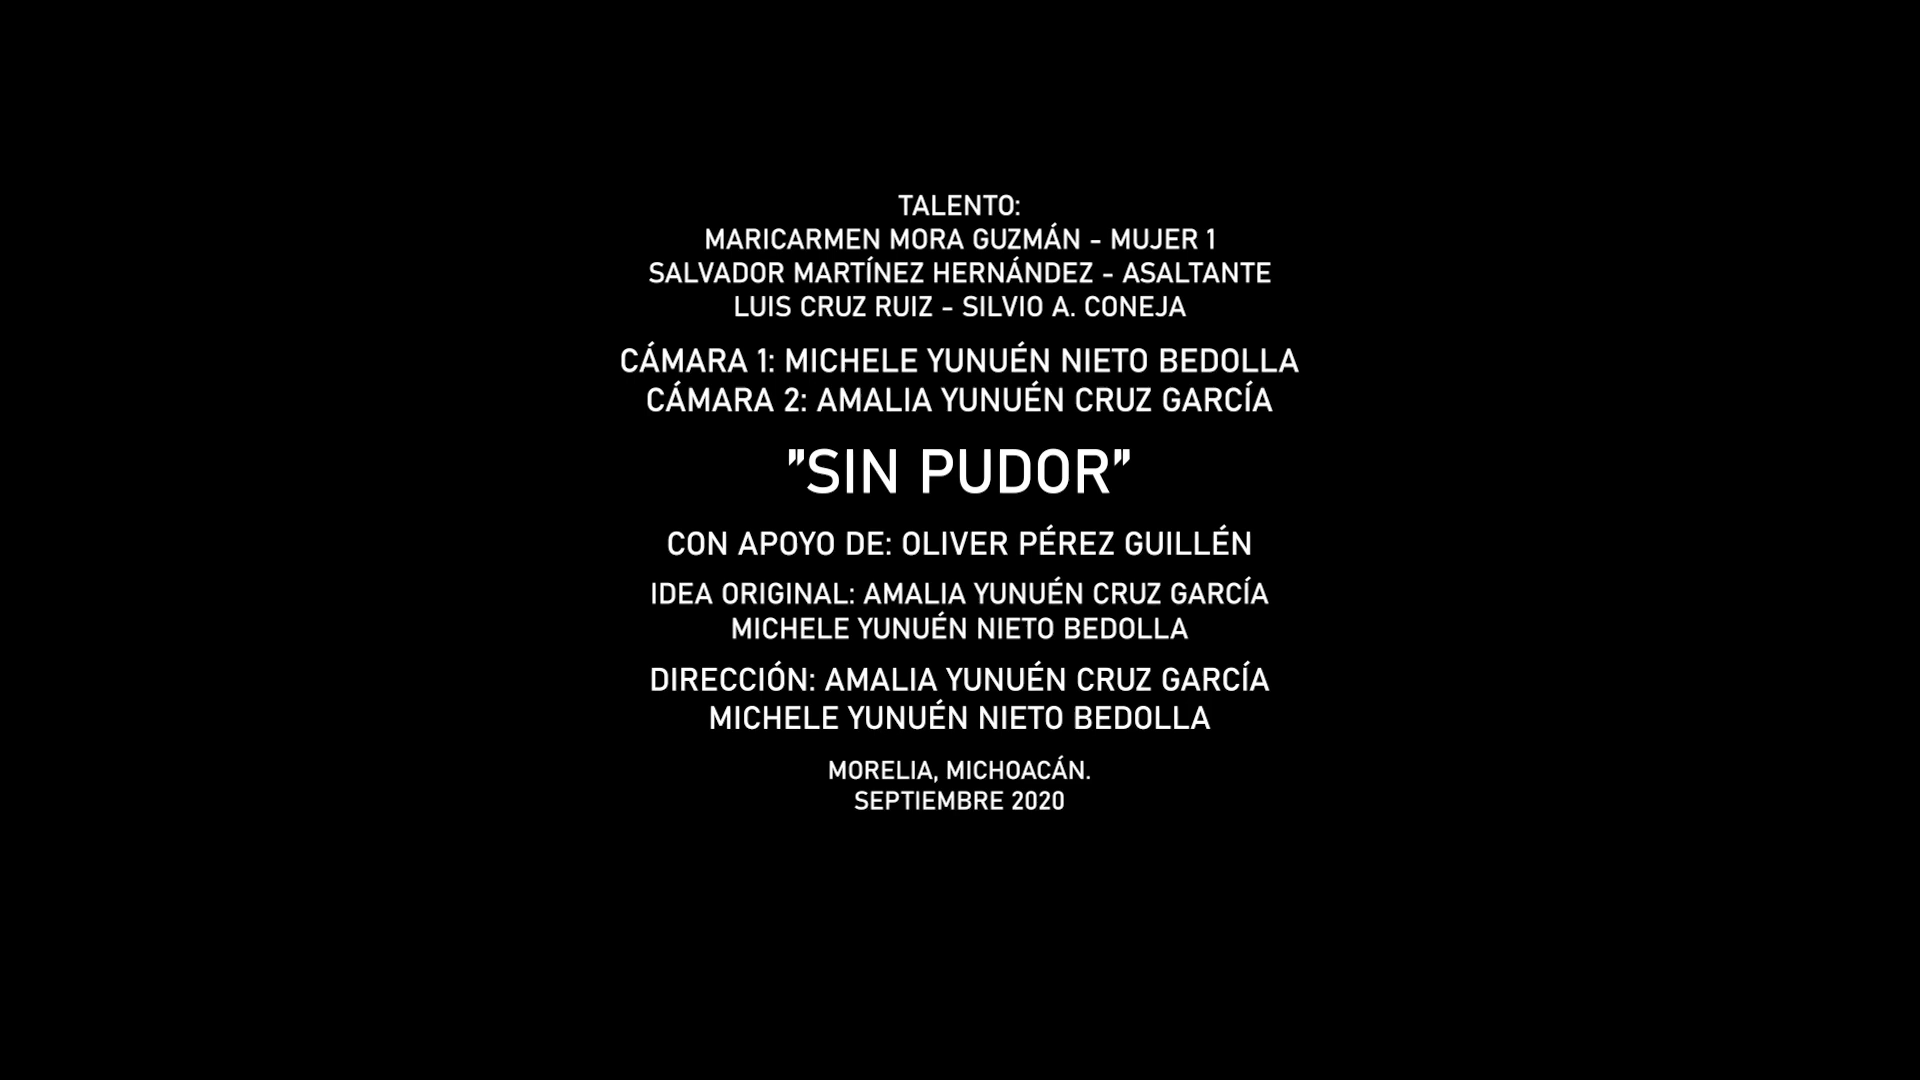 TALENTO:
MARICARMEN MORA GUZMÁN - MUJER 1
SALVADOR MARTÍNEZ HERNÁNDEZ - ASALTANTE
LUIS CRUZ RUIZ - SILVIO A. CONEJA
CÁMARA 1: MICHELE YUNUÉN NIETO BEDOLLA
CÁMARA 2: AMALIA YUNUÉN CRUZ GARCÍA
"SIN PUDOR"
CON APOYO DE: OLIVER PÉREZ GUILLÉN
IDEA ORIGINAL: AMALIA YUNUÉN CRUZ GARCÍA
MICHELE YUNUÉN NIETO BEDOLLA
DIRECCIÓN: AMALIA YUNUÉN CRUZ GARCÍA
MICHELE YUNUÉN NIETO BEDOLLA
MORELIA, MICHOACÁN.
SEPTIEMBRE 2020